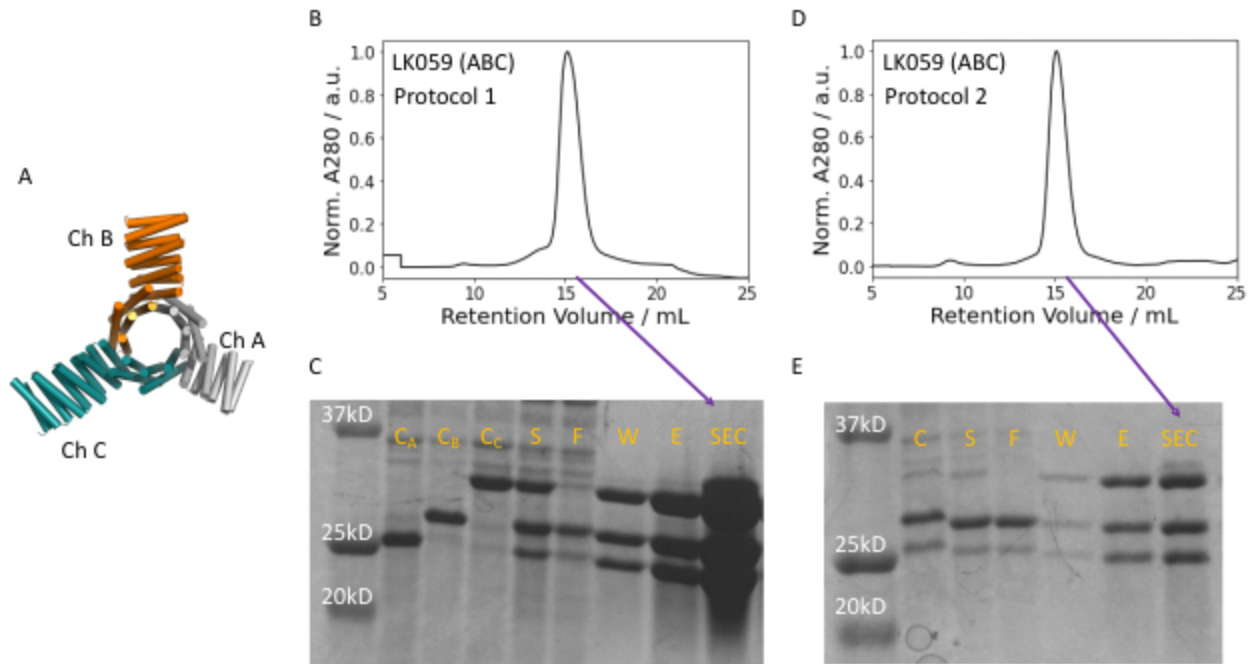 A
Ch B
Ch A
Ch C
B
LK059 (ABC)
Protocol 1
Norm. A280 / a.u.
1.0
0.8
0.6
0.4
0.2
0.0
5 10 15 20 25
Retention Volume / mL
D
LK059 (ABC)
Protocol 2
Norm. A280 / a.u.
1.0
0.8
0.6
0.4
0.2
0.0
5 10 15 20 25
Retention Volume / mL
C
37kD
25kD
20kD
C_A C_B C_C S F W E SEC
E
37kD
25kD
20kD
C S F W E SEC